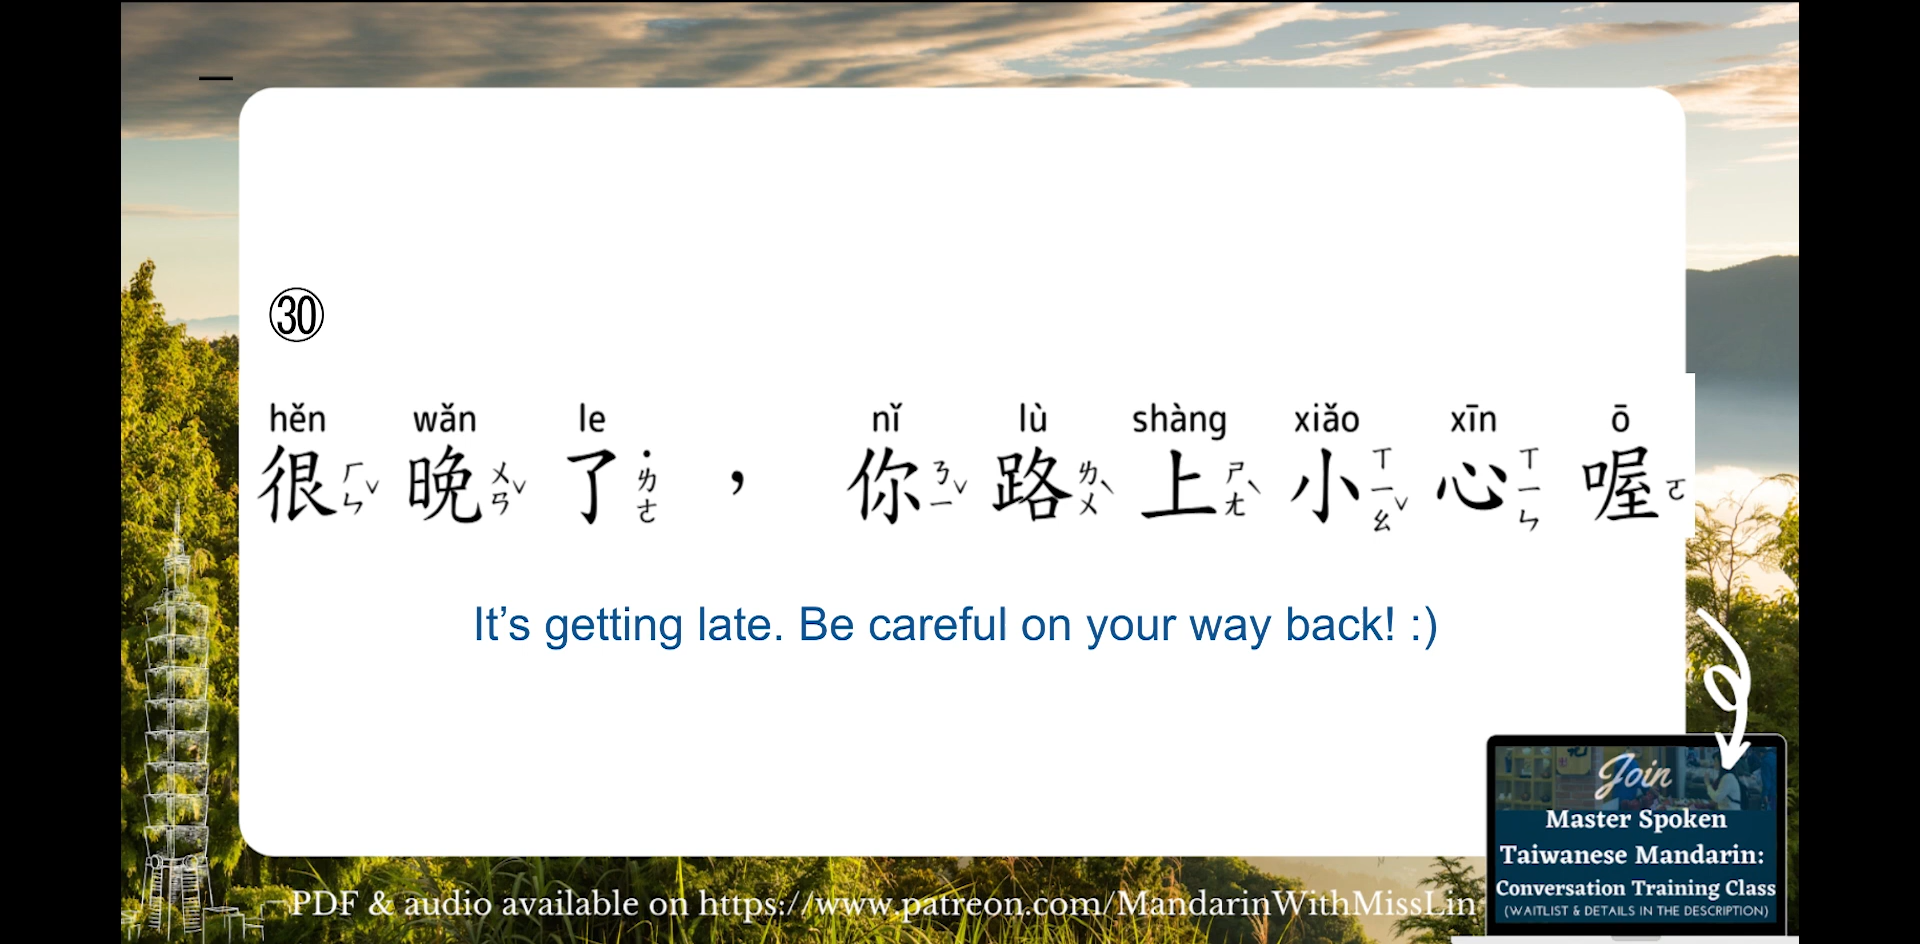 ㉚
hěn wǎn le nǐ lù shàng xiǎo xīn ō
很ㄏㄣˇ晚ㄨㄢˇ了˙ㄌㄜ，你ㄋㄧˇ路ㄌㄨˋ上ㄕㄤˋ小ㄒㄧㄠˇ心ㄒㄧㄣ喔ㄛ
It’s getting late. Be careful on your way back! :)
Join
Master Spoken
Taiwanese Mandarin:
Conversation Training Class
(WAITLIST & DETAILS IN THE DESCRIPTION)
PDF & audio available on https://www.patreon.com/MandarinWithMissLin